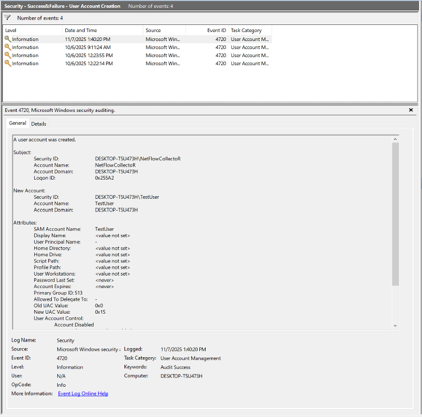 Security - Success&Failure - User Account Creation Number of events: 4
Number of events: 4
Level Date and Time Source Event ID Task Category
Information 11/7/2025 1:40:20 PM Microsoft Win... 4720 User Account M...
Information 10/6/2025 9:11:24 AM Microsoft Win... 4720 User Account M...
Information 10/6/2025 12:23:55 PM Microsoft Win... 4720 User Account M...
Information 10/6/2025 12:22:14 PM Microsoft Win... 4720 User Account M...
Event 4720, Microsoft Windows security auditing.
General Details
A user account was created.
Subject:
Security ID: DESKTOP-TSU473H\NetFlowCollectoR
Account Name: NetFlowCollectoR
Account Domain: DESKTOP-TSU473H
Logon ID: 0x255A2
New Account:
Security ID: DESKTOP-TSU473H\TestUser
Account Name: TestUser
Account Domain: DESKTOP-TSU473H
Attributes:
SAM Account Name: TestUser
Display Name: <value not set>
User Principal Name: -
Home Directory: <value not set>
Home Drive: <value not set>
Script Path: <value not set>
Profile Path: <value not set>
User Workstations: <value not set>
Password Last Set: <never>
Account Expires: <never>
Primary Group ID: 513
Allowed To Delegate To: -
Old UAC Value: 0x0
New UAC Value: 0x15
User Account Control:
Account Disabled
Log Name: Security
Source: Microsoft Windows security Logged: 11/7/2025 1:40:20 PM
Event ID: 4720 Task Category: User Account Management
Level: Information Keywords: Audit Success
User: N/A Computer: DESKTOP-TSU473H
OpCode: Info
More Information: Event Log Online Help